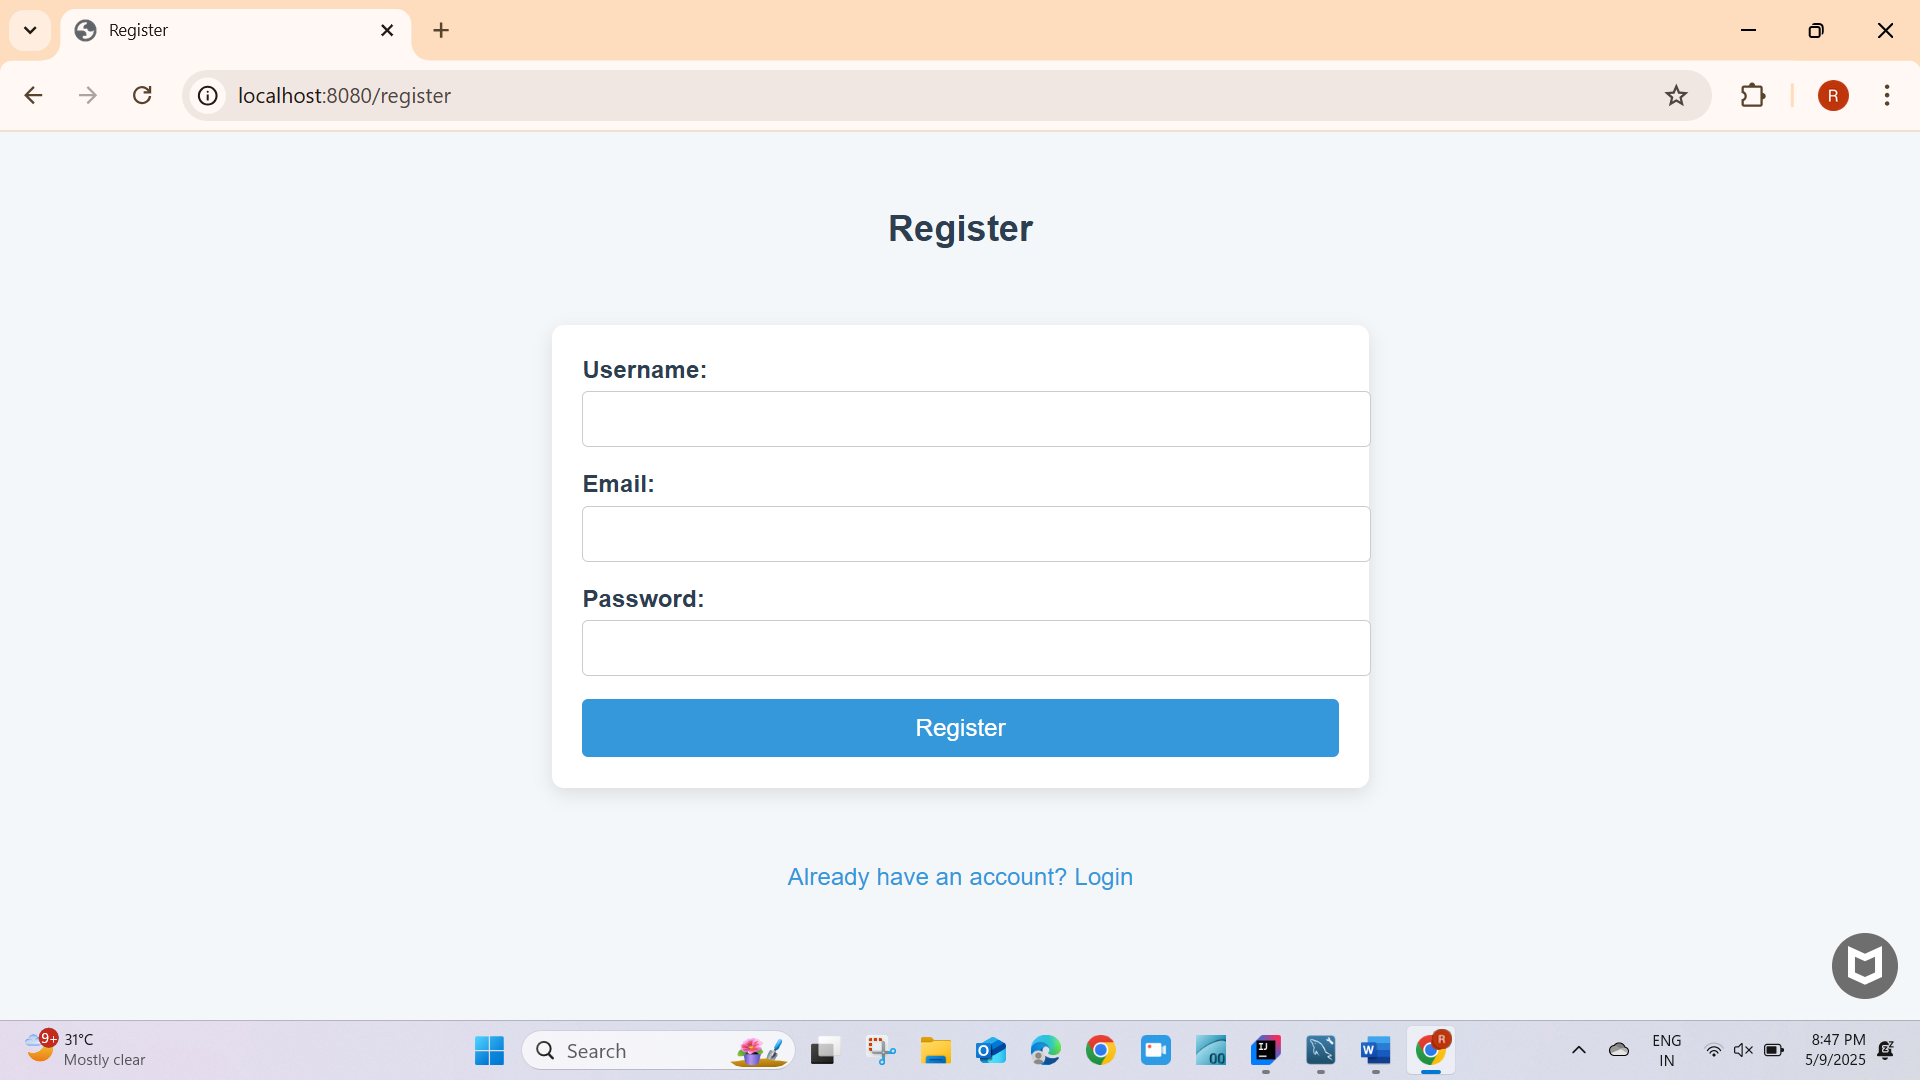 Register
localhost:8080/register
R
Register
Username:
Email:
Password:
Register
Already have an account? Login
9+
31°C
Mostly clear
Search
ENG
IN
8:47 PM
5/9/2025